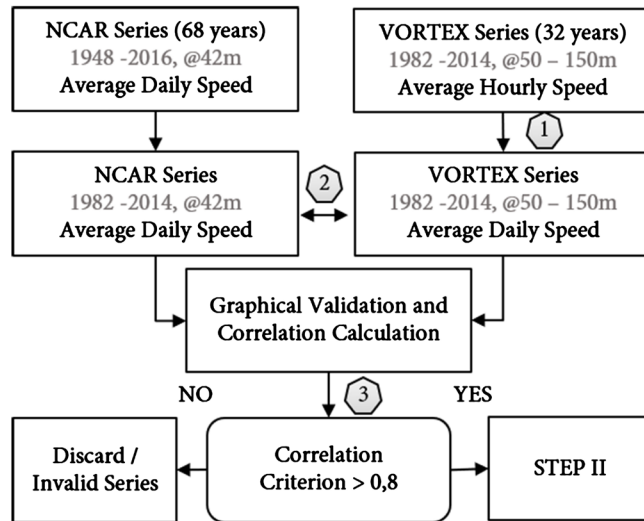 NCAR Series (68 years)
1948 -2016, @42m
Average Daily Speed
VORTEX Series (32 years)
1982 -2014, @50 – 150m
Average Hourly Speed
1
NCAR Series
1982 -2014, @42m
Average Daily Speed
2
VORTEX Series
1982 -2014, @50 – 150m
Average Daily Speed
Graphical Validation and
Correlation Calculation
NO
3
YES
Discard /
Invalid Series
Correlation
Criterion > 0,8
STEP II